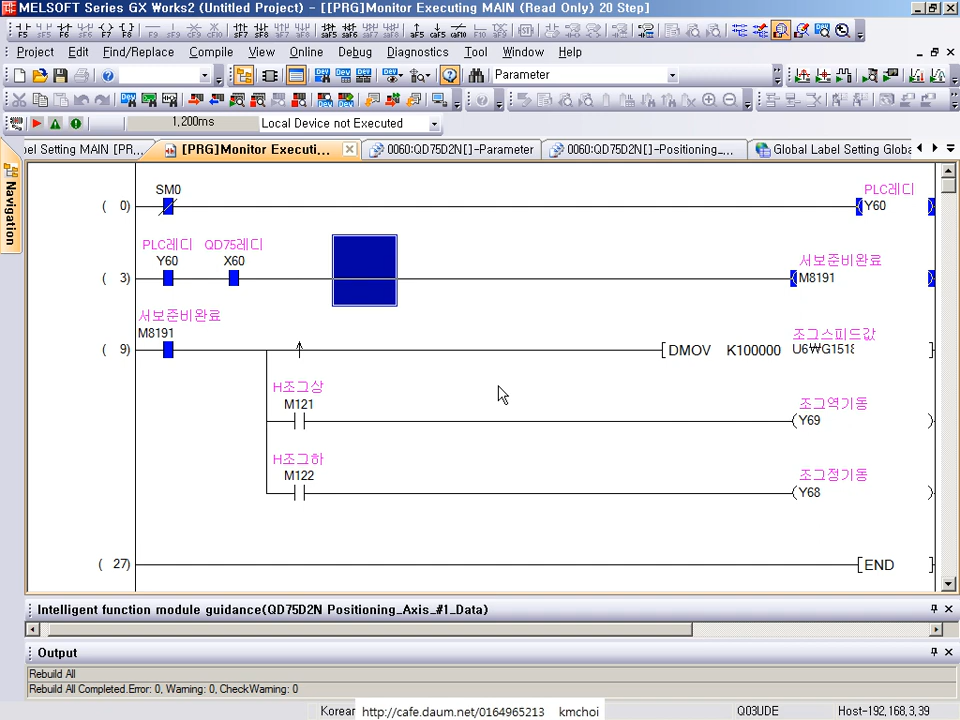 MELSOFT Series GX Works2 (Untitled Project) - [[PRG]Monitor Executing MAIN (Read Only) 20 Step]
Project Edit Find/Replace Compile View Online Debug Diagnostics Tool Window Help
Parameter
1,200ms Local Device not Executed
Navigation
bel Setting MAIN [PR... [PRG]Monitor Executi... 0060:QD75D2N[]-Parameter 0060:QD75D2N[]-Positioning_... Global Label Setting Globa
SM0 PLC레디
( 0) Y60
PLC레디 QD75레디 서보준비완료
Y60 X60
( 3) M8191
서보준비완료
M8191 조그스피드값
( 9) DMOV K100000 U6￦G1518
H조그상 조그역기동
M121 Y69
H조그하 조그정기동
M122 Y68
( 27) END
Intelligent function module guidance(QD75D2N Positioning_Axis_#1_Data)
Output
Rebuild All
Rebuild All Completed.Error: 0, Warning: 0, CheckWarning: 0
Korear http://cafe.daum.net/0164965213 kmchoi Q03UDE Host-192,168,3,39